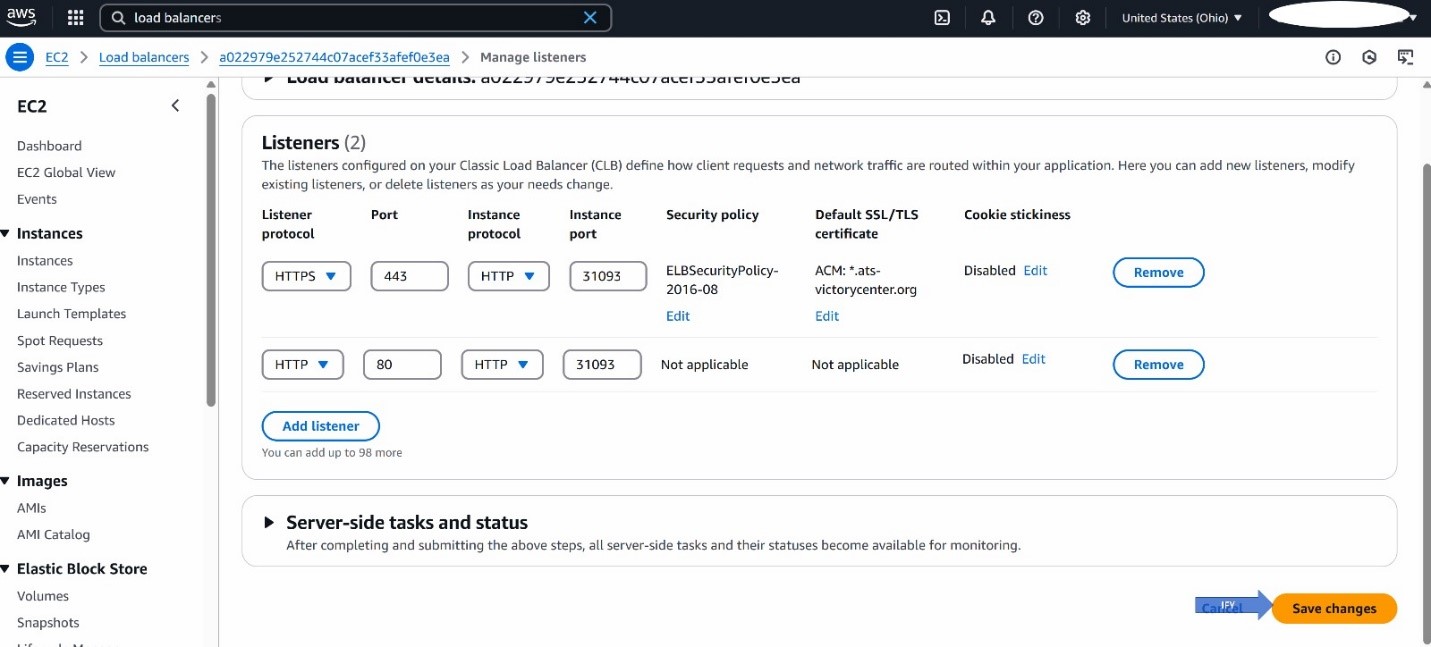 aws
load balancers
United States (Ohio)
EC2 Load balancers a022979e252744c07acef33afef0e3ea Manage listeners
EC2
Dashboard
EC2 Global View
Events
Instances
Instances
Instance Types
Launch Templates
Spot Requests
Savings Plans
Reserved Instances
Dedicated Hosts
Capacity Reservations
Images
AMIs
AMI Catalog
Elastic Block Store
Volumes
Snapshots
Load balancer details: a022979e252744c07acef33afef0e3ea
Listeners (2)
The listeners configured on your Classic Load Balancer (CLB) define how client requests and network traffic are routed within your application. Here you can add new listeners, modify
existing listeners, or delete listeners as your needs change.
Listener Port Instance Instance Security policy Default SSL/TLS Cookie stickiness
protocol protocol port certificate
HTTPS 443 HTTP 31093 ELBSecurityPolicy- ACM: *.ats- Disabled Edit Remove
2016-08 victorycenter.org
Edit Edit
HTTP 80 HTTP 31093 Not applicable Not applicable Disabled Edit Remove
Add listener
You can add up to 98 more
Server-side tasks and status
After completing and submitting the above steps, all server-side tasks and their statuses become available for monitoring.
Cancel Save changes